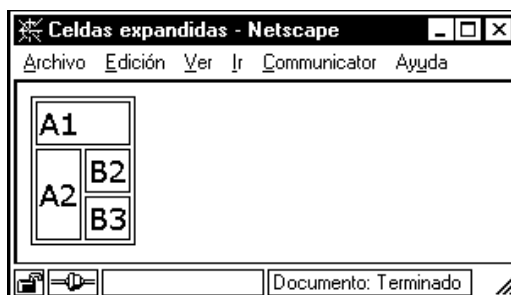 Celdas expandidas - Netscape
Archivo Edición Ver Ir Communicator Ayuda
A1
A2
B2
B3
Documento: Terminado